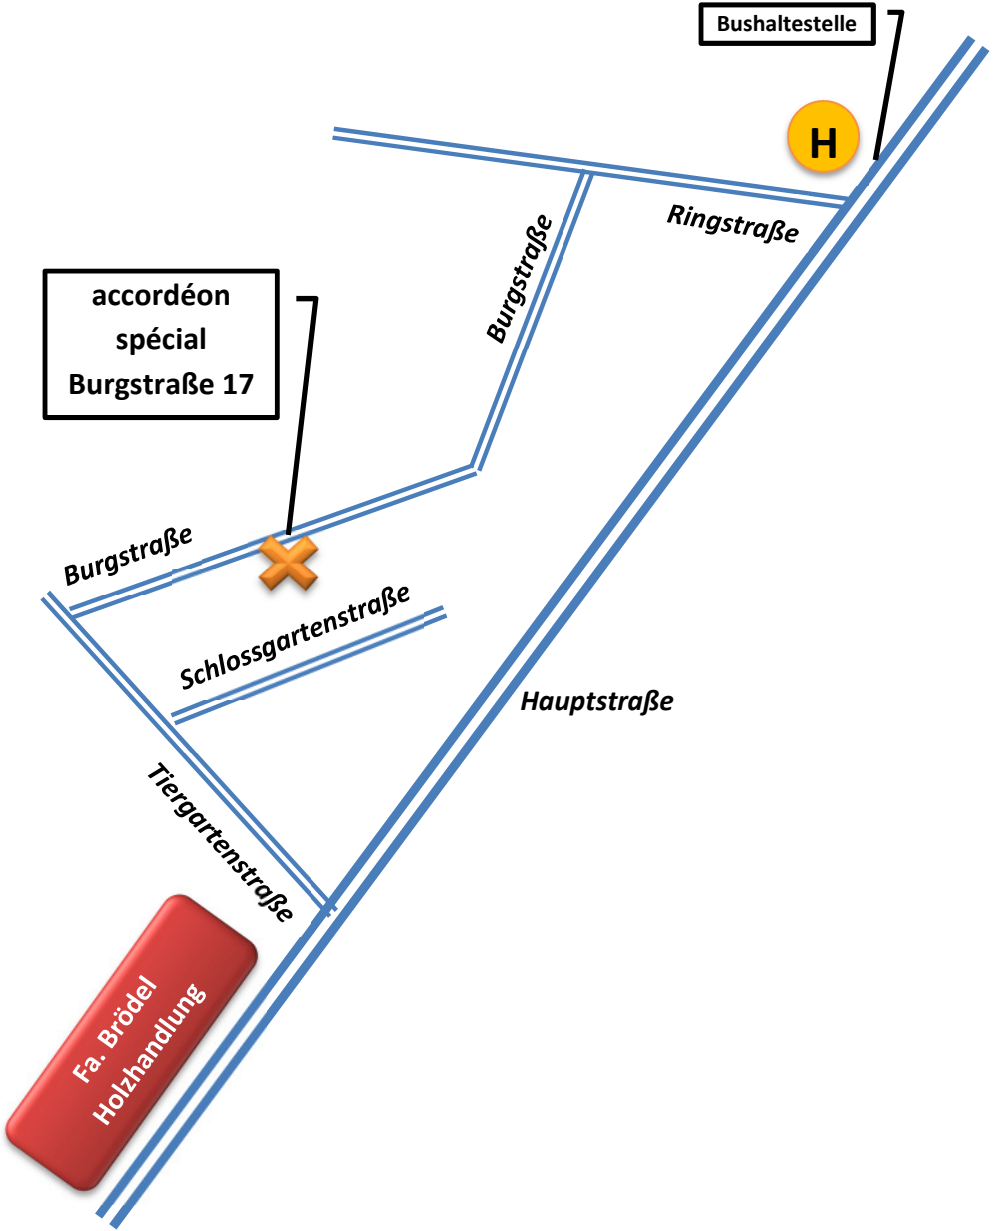 Bushaltestelle
H
Ringstraße
Burgstraße
accordéon
spécial
Burgstraße 17
Burgstraße
Schlossgartenstraße
Hauptstraße
Tiergartenstraße
Fa. Brödel
Holzhandlung